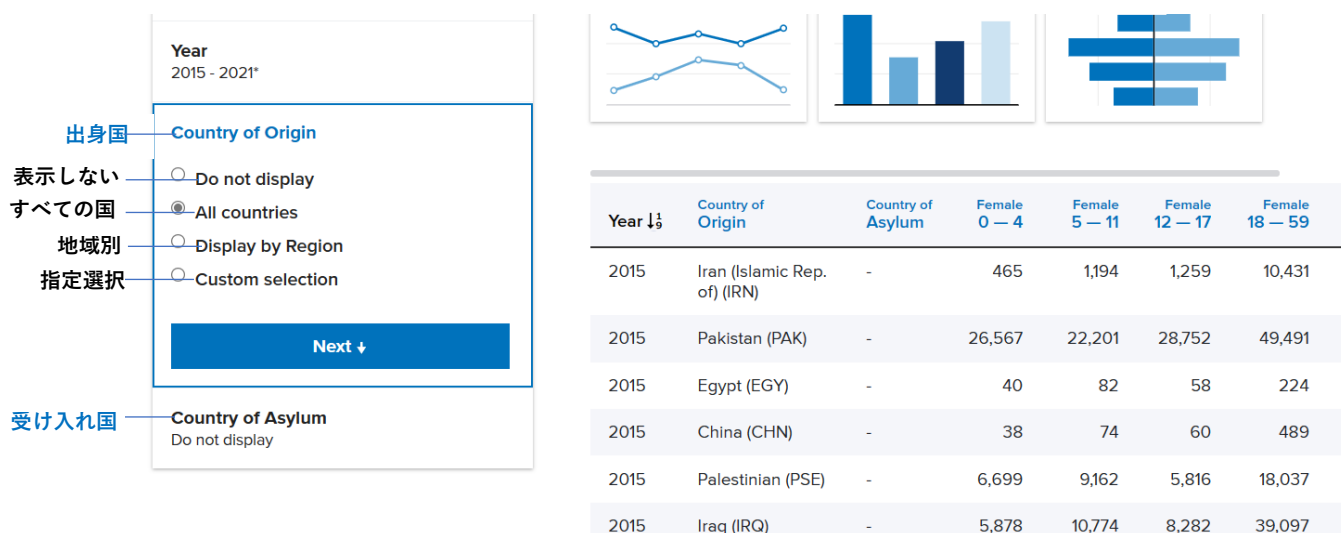 Year
2015 - 2021*
出身国
Country of Origin
表示しない
Do not display
すべての国
All countries
地域別
Display by Region
指定選択
Custom selection
Next ↓
受け入れ国
Country of Asylum
Do not display
Year Country of Origin Country of Asylum Female 0 — 4 Female 5 — 11 Female 12 — 17 Female 18 — 59
2015 Iran (Islamic Rep. - 465 1,194 1,259 10,431
of) (IRN)
2015 Pakistan (PAK) - 26,567 22,201 28,752 49,491
2015 Egypt (EGY) - 40 82 58 224
2015 China (CHN) - 38 74 60 489
2015 Palestinian (PSE) - 6,699 9,162 5,816 18,037
2015 Iraq (IRQ) - 5,878 10,774 8,282 39,097